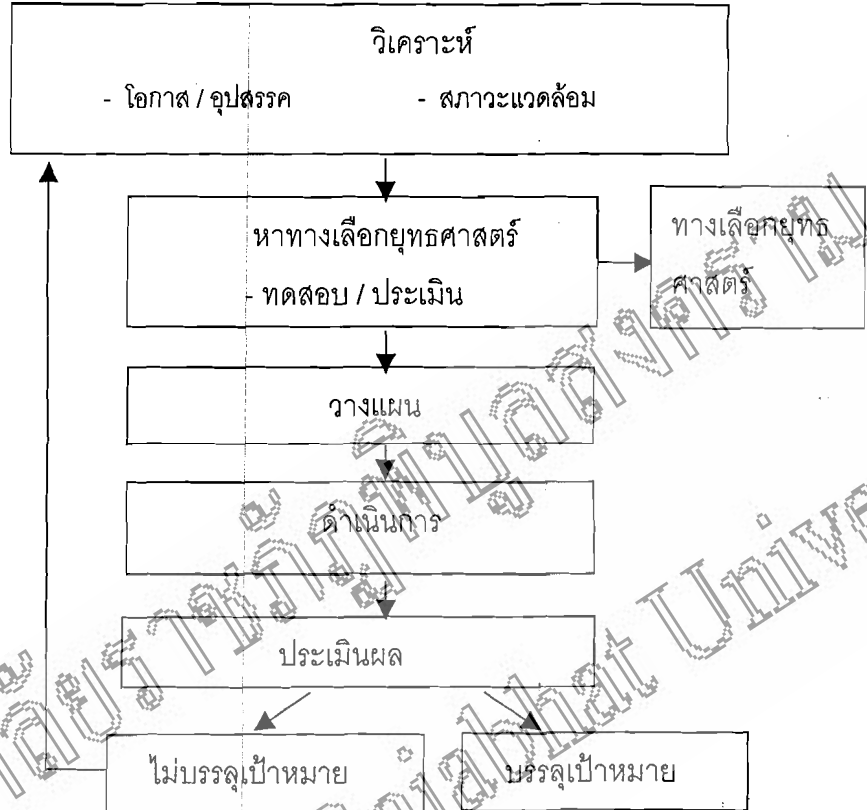 วิเคราะห์
- โอกาส / อุปสรรค - สภาวะแวดล้อม
หาทางเลือกยุทธศาสตร์
- ทดสอบ / ประเมิน
ทางเลือกยุทธ
ศาสตร์
วางแผน
ดำเนินการ
ประเมินผล
ไม่บรรลุเป้าหมาย
บรรลุเป้าหมาย